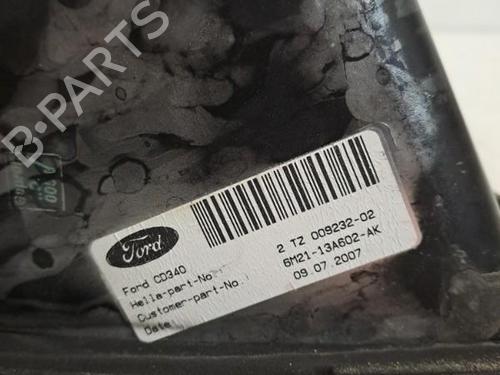 B-PARTS
Ford
Ford CD340
Hella-part-No. 2 TZ 009232-02
Customer-part-No. 6M21-13A602-AK
Date 09.07.2007